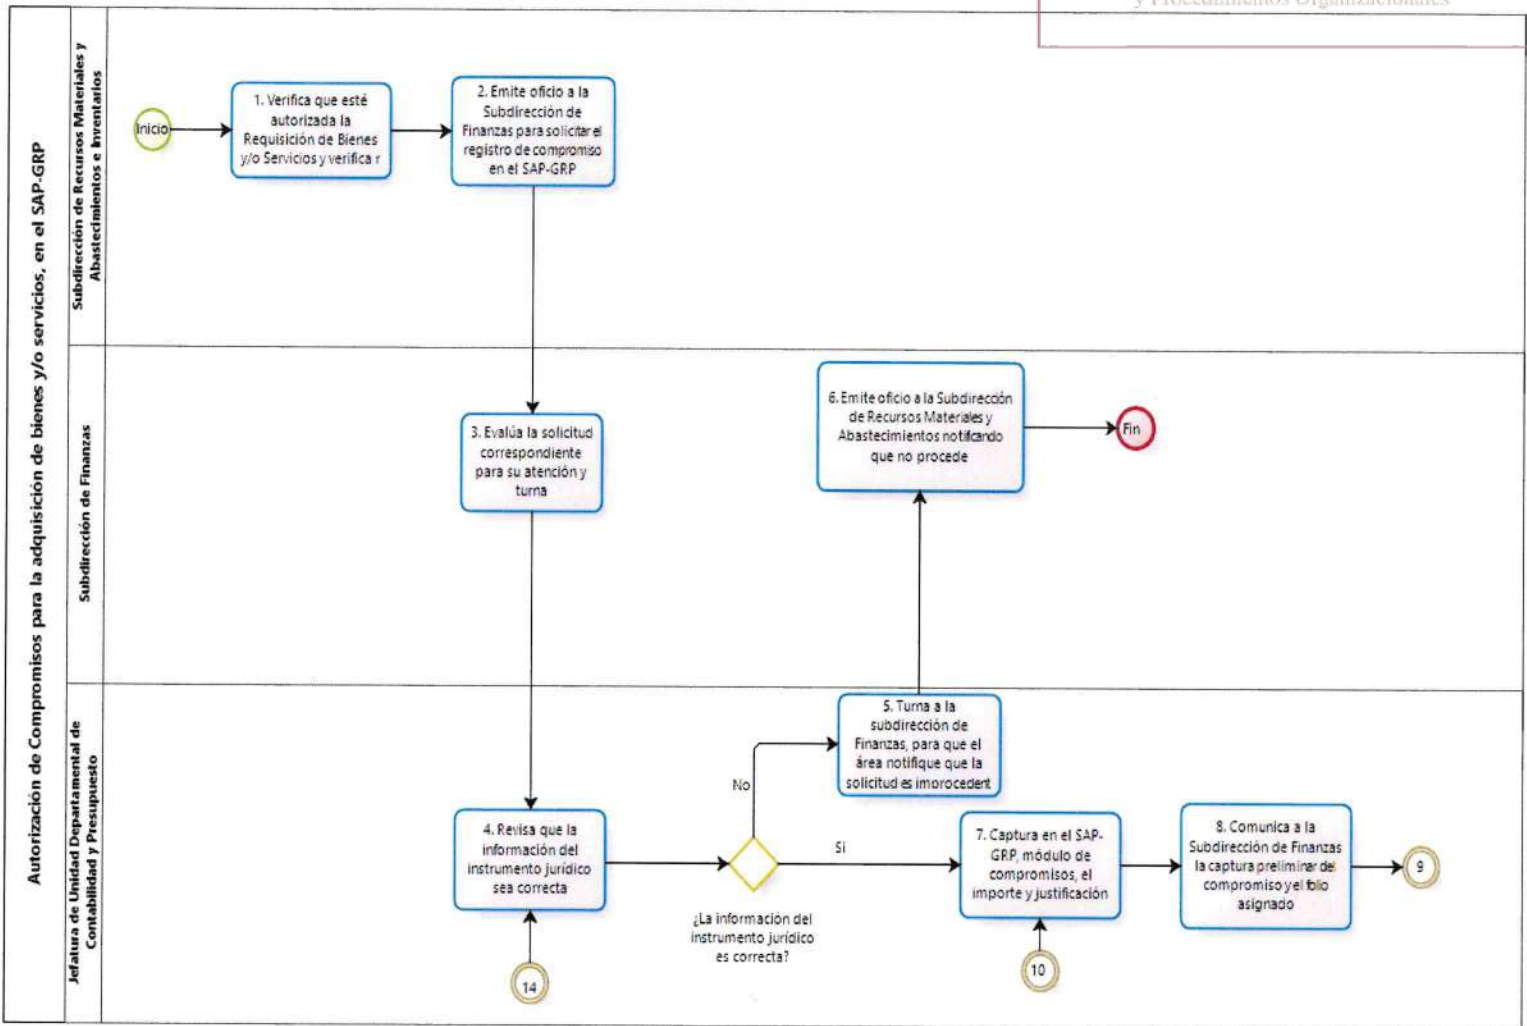 y Procedimientos Organizacionales
Autorización de Compromisos para la adquisición de bienes y/o servicios, en el SAP-GRP
Subdirección de Recursos Materiales y
Abastecimientos e Inventarios
Inicio
1. Verifica que esté
autorizada la
Requisición de Bienes
y/o Servicios y verifica r
2. Emite oficio a la
Subdirección de
Finanzas para solicitar el
registro de compromiso
en el SAP-GRP
Subdirección de Finanzas
3. Evalúa la solicitud
correspondiente
para su atención y
turna
6. Emite oficio a la Subdirección
de Recursos Materiales y
Abastecimientos notificando
que no procede
Fin
Jefatura de Unidad Departamental de
Contabilidad y Presupuesto
4. Revisa que la
información del
instrumento jurídico
sea correcta
14
¿La información del
instrumento jurídico
es correcta?
No
5. Turna a la
subdirección de
Finanzas, para que el
área notifique que la
solicitud es improcedent
Si
7. Captura en el SAP-
GRP, módulo de
compromisos, el
importe y justificación
10
8. Comunica a la
Subdirección de Finanzas
la captura preliminar del
compromiso y el folio
asignado
9